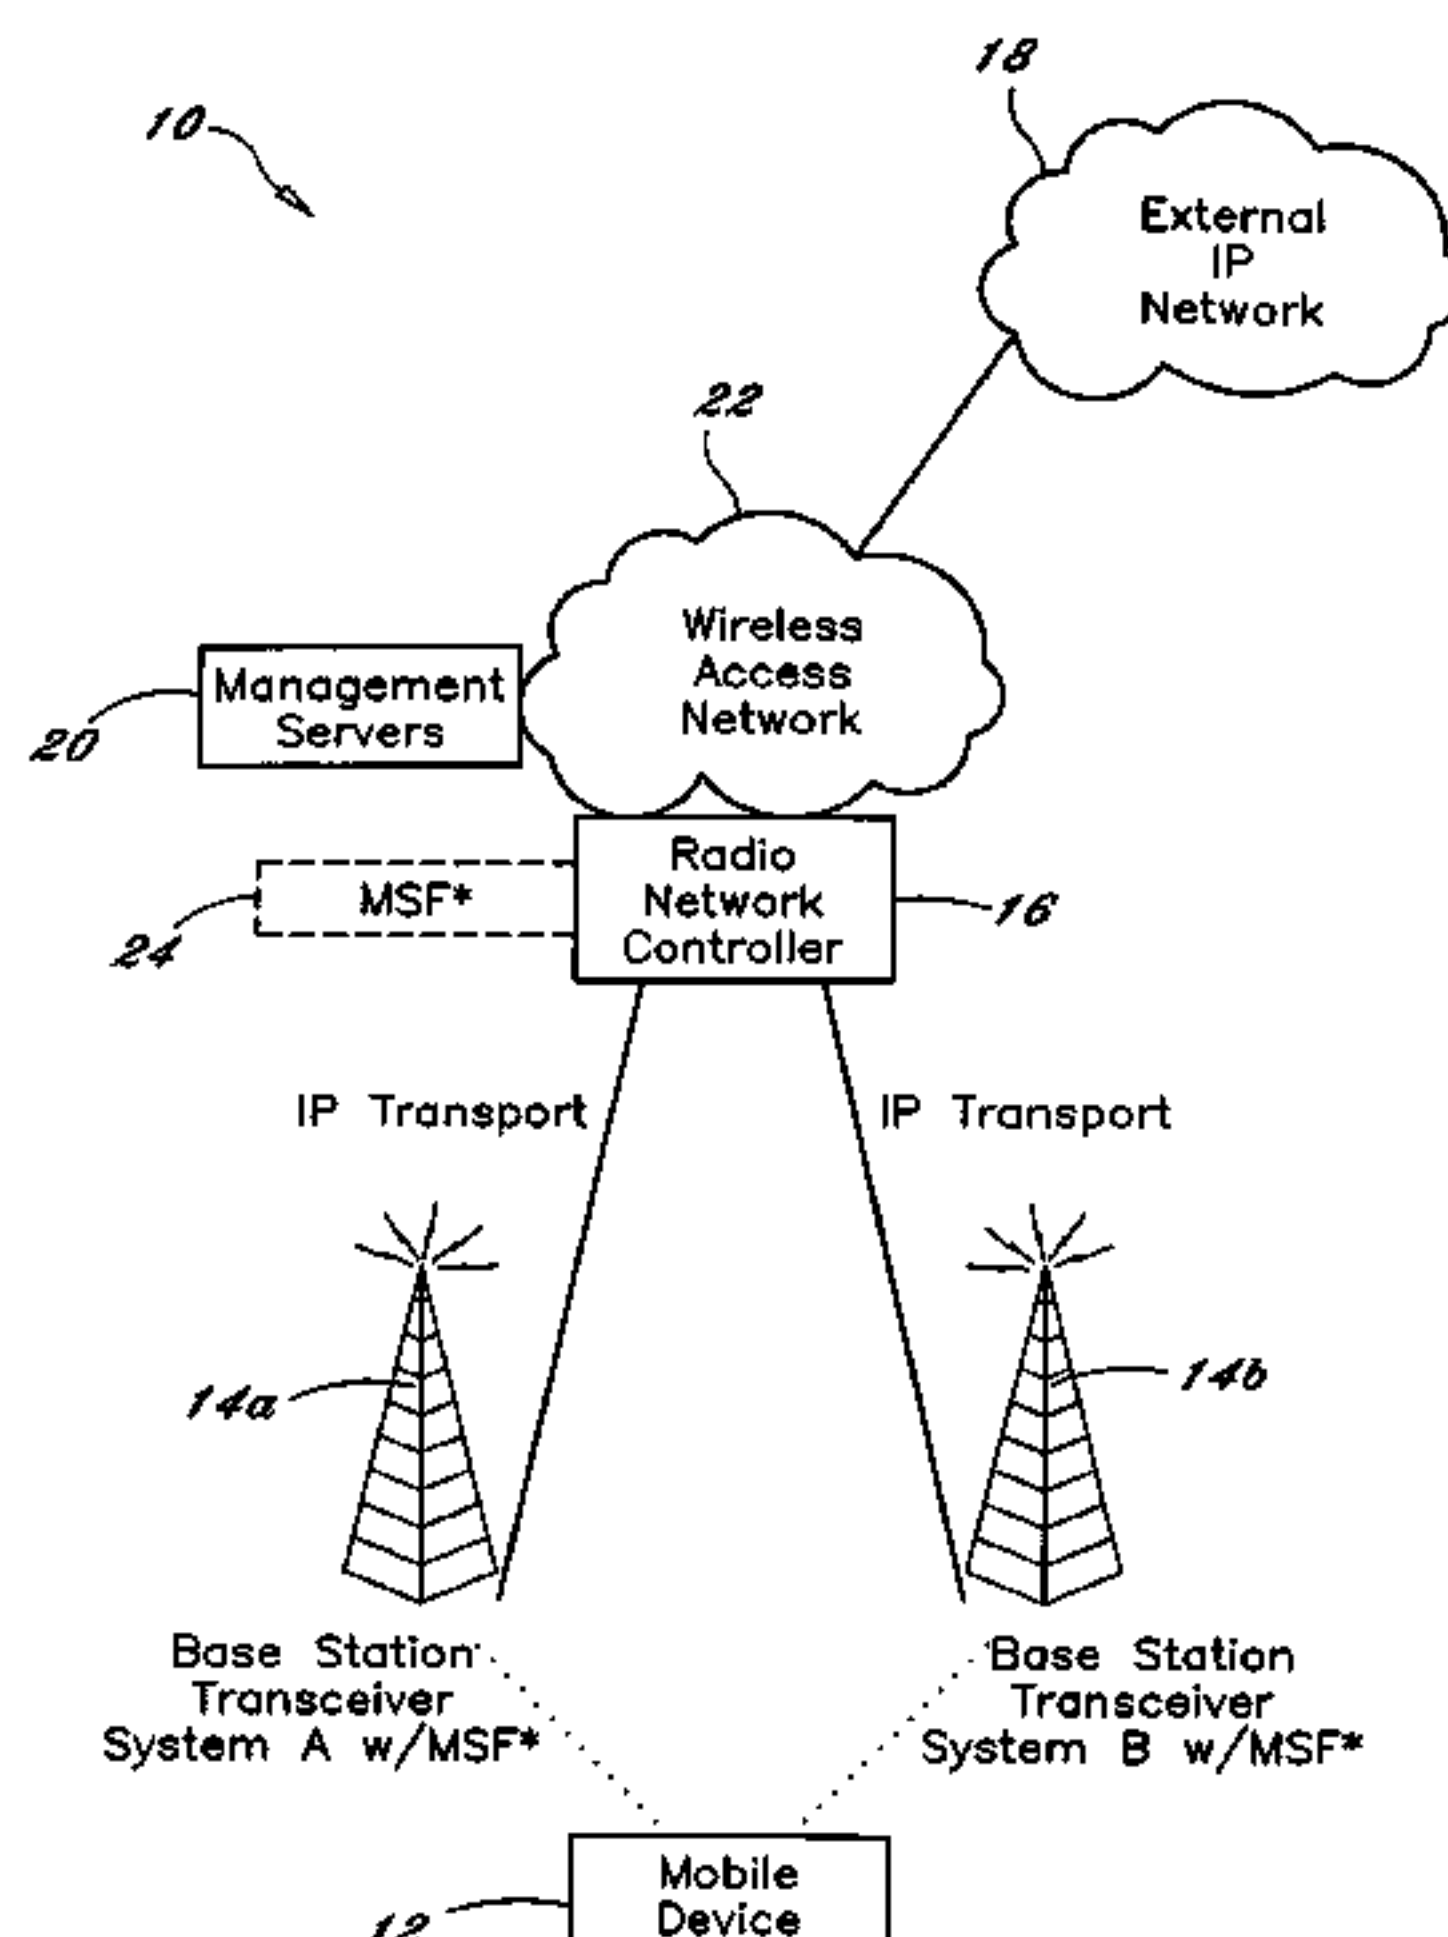 18
10
External
IP
Network
22
Wireless
Access
Network
Management
Servers
20
Radio
Network
Controller
MSF*
16
24
IP Transport
IP Transport
14a
14b
Base Station
Transceiver
System A w/MSF*
Base Station
Transceiver
System B w/MSF*
Mobile
Device
12